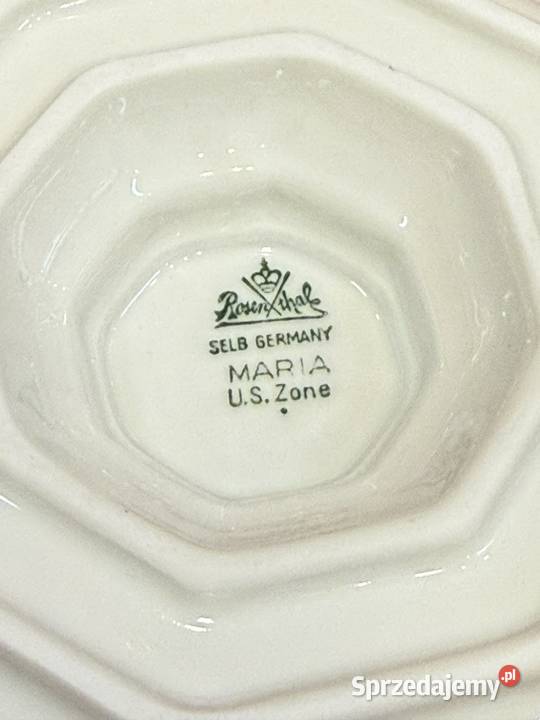 Rosenthal
SELB GERMANY
MARIA
U.S. Zone
Sprzedajemy.pl